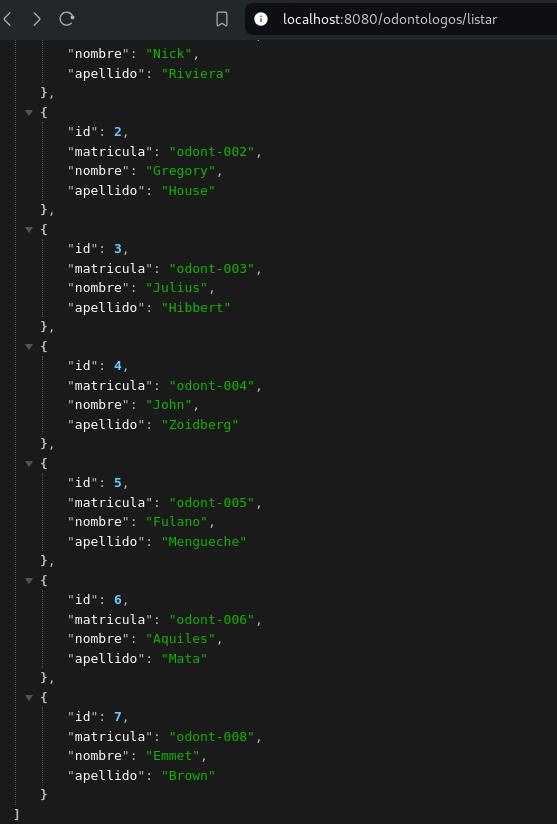 localhost:8080/odontologos/listar
"nombre": "Nick",
"apellido": "Riviera"
},
{
"id": 2,
"matricula": "odont-002",
"nombre": "Gregory",
"apellido": "House"
},
{
"id": 3,
"matricula": "odont-003",
"nombre": "Julius",
"apellido": "Hibbert"
},
{
"id": 4,
"matricula": "odont-004",
"nombre": "John",
"apellido": "Zoidberg"
},
{
"id": 5,
"matricula": "odont-005",
"nombre": "Fulano",
"apellido": "Mengueche"
},
{
"id": 6,
"matricula": "odont-006",
"nombre": "Aquiles",
"apellido": "Mata"
},
{
"id": 7,
"matricula": "odont-008",
"nombre": "Emmet",
"apellido": "Brown"
}
]